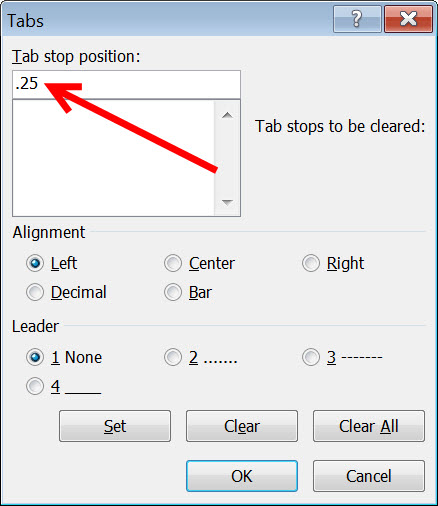 Tabs
Tab stop position:
.25
Tab stops to be cleared:
Alignment
Left Center Right
Decimal Bar
Leader
1 None 2 ....... 3 -------
4 ____
Set Clear Clear All
OK Cancel